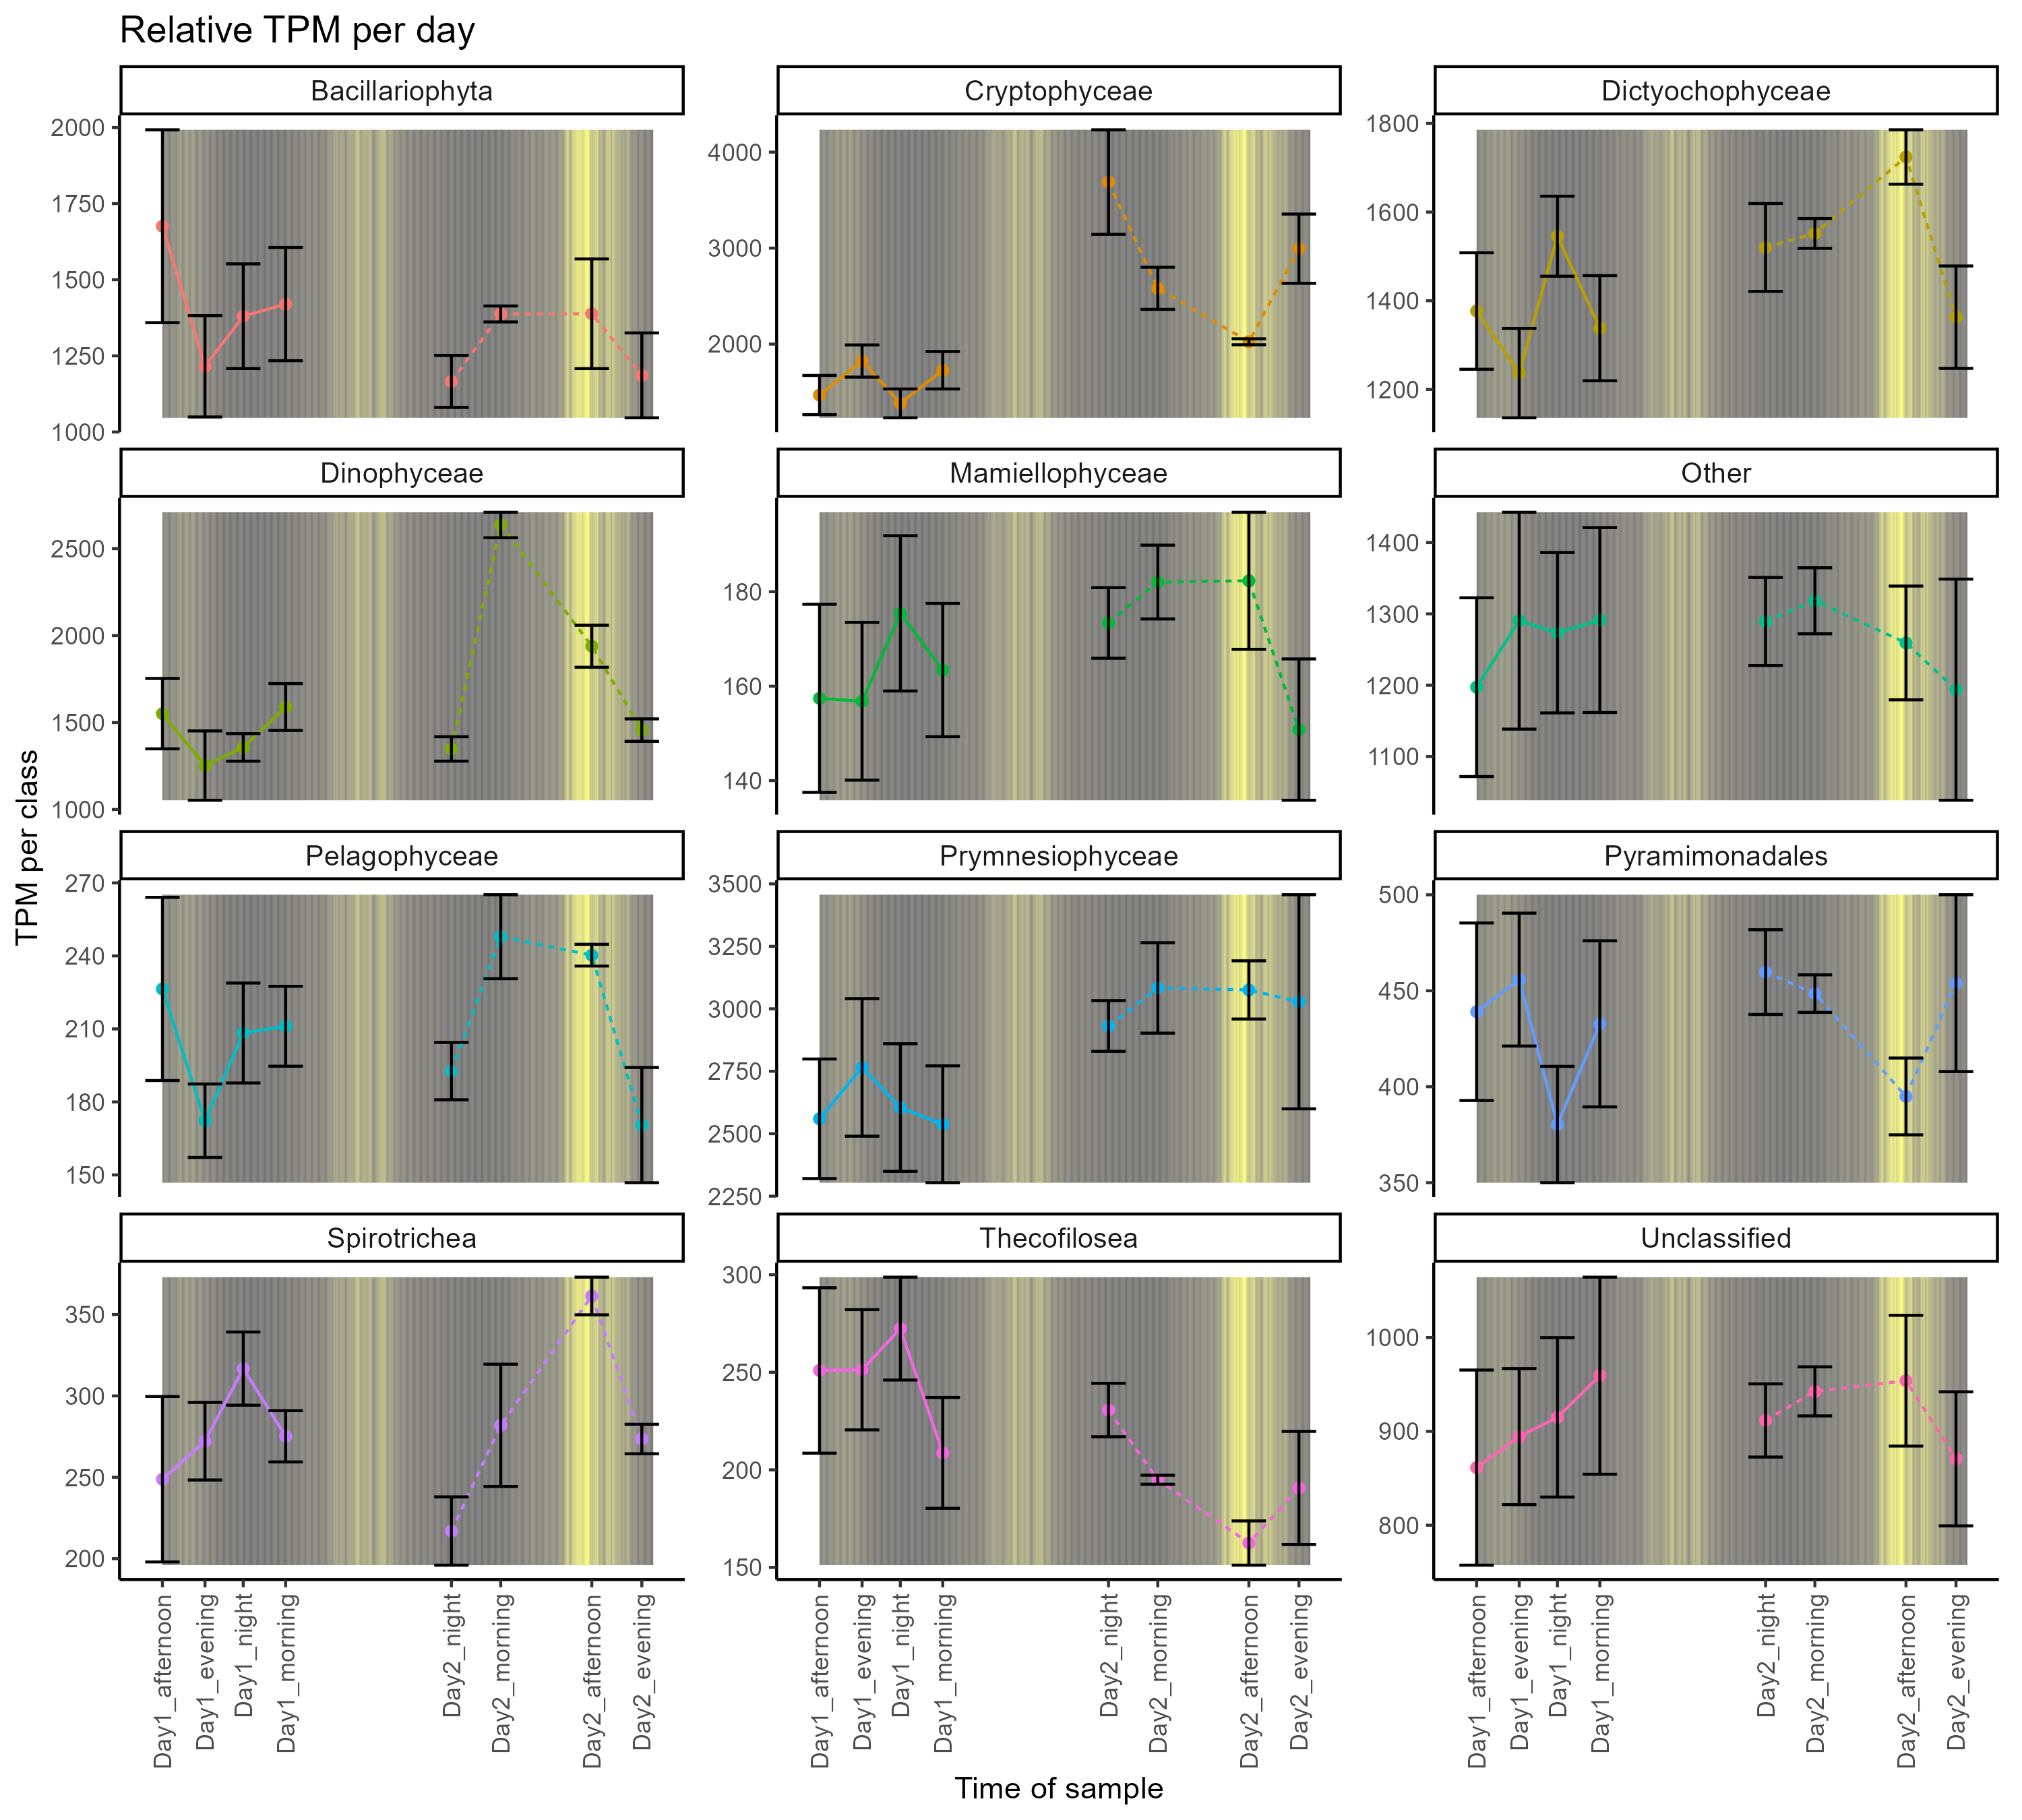 Relative TPM per day
Bacillariophyta
Cryptophyceae
Dictyochophyceae
2000
1750
1500
1250
1000
4000
3000
2000
1800
1600
1400
1200
Dinophyceae
Mamiellophyceae
Other
2500
2000
1500
1000
180
160
140
1400
1300
1200
1100
TPM per class
Pelagophyceae
Prymnesiophyceae
Pyramimonadales
270
240
210
180
150
3500
3250
3000
2750
2500
2250
500
450
400
350
Spirotrichea
Thecofilosea
Unclassified
350
300
250
200
300
250
200
150
1000
900
800
Day1_afternoon
Day1_evening
Day1_night
Day1_morning
Day2_night
Day2_morning
Day2_afternoon
Day2_evening
Day1_afternoon
Day1_evening
Day1_night
Day1_morning
Day2_night
Day2_morning
Day2_afternoon
Day2_evening
Day1_afternoon
Day1_evening
Day1_night
Day1_morning
Day2_night
Day2_morning
Day2_afternoon
Day2_evening
Time of sample